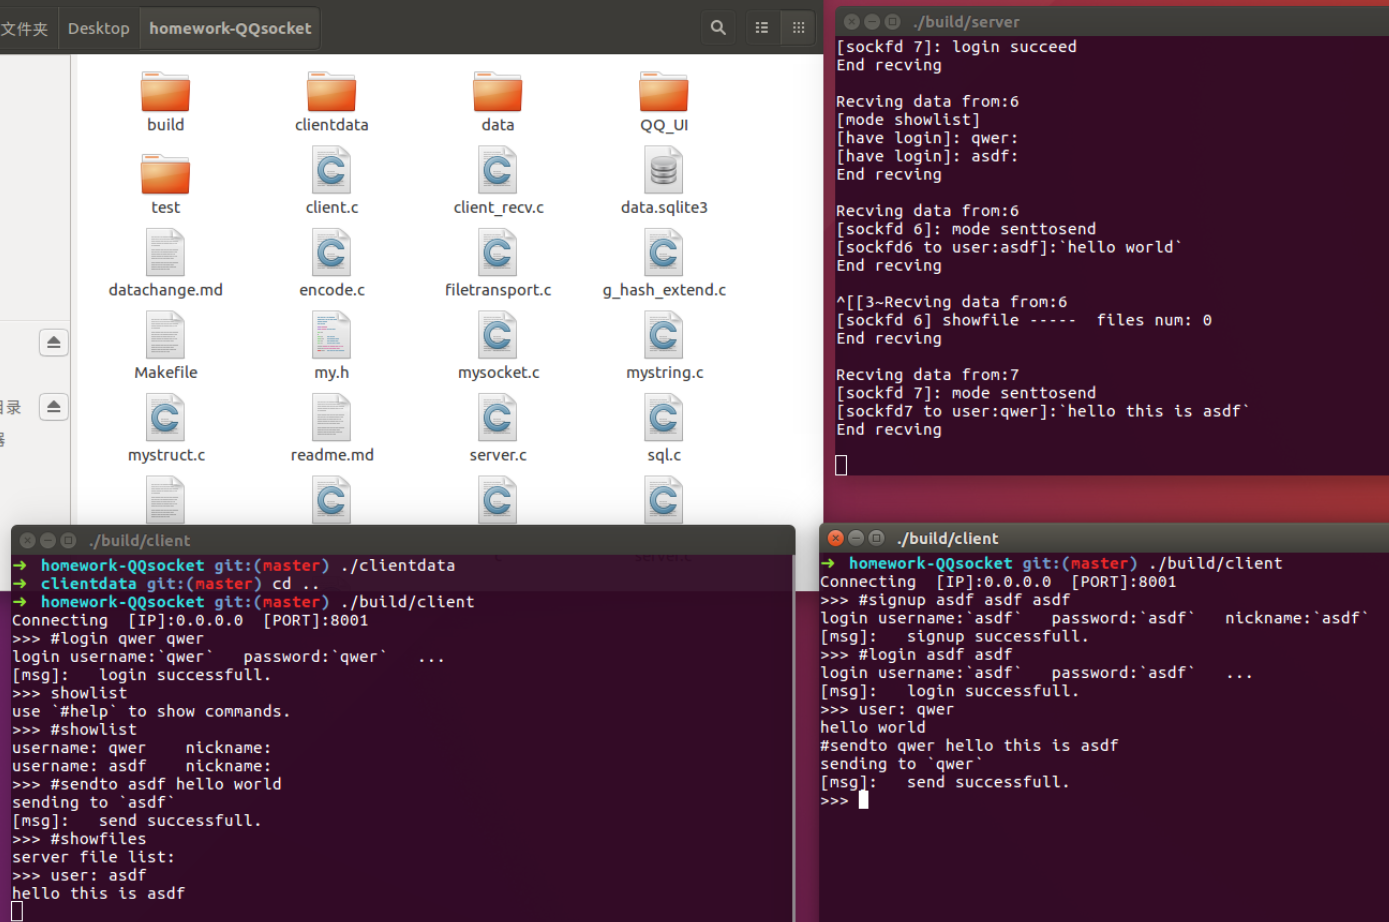 文件夹 Desktop homework-QQsocket
build clientdata data QQ_UI
test client.c client_recv.c data.sqlite3
datachange.md encode.c filetransport.c g_hash_extend.c
Makefile my.h mysocket.c mystring.c
目录
器
mystruct.c readme.md server.c sql.c
./build/server
[sockfd 7]: login succeed
End recving
Recving data from:6
[mode showlist]
[have login]: qwer:
[have login]: asdf:
End recving
Recving data from:6
[sockfd 6]: mode senttosend
[sockfd6 to user:asdf]:`hello world`
End recving
^[[3~Recving data from:6
[sockfd 6] showfile ----- files num: 0
End recving
Recving data from:7
[sockfd 7]: mode senttosend
[sockfd7 to user:qwer]:`hello this is asdf`
End recving
./build/client
➜ homework-QQsocket git:(master) ./clientdata
➜ clientdata git:(master) cd ..
➜ homework-QQsocket git:(master) ./build/client
Connecting [IP]:0.0.0.0 [PORT]:8001
>>> #login qwer qwer
login username:`qwer` password:`qwer` ...
[msg]: login successfull.
>>> showlist
use `#help` to show commands.
>>> #showlist
username: qwer nickname:
username: asdf nickname:
>>> #sendto asdf hello world
sending to `asdf`
[msg]: send successfull.
>>> #showfiles
server file list:
>>> user: asdf
hello this is asdf
./build/client
➜ homework-QQsocket git:(master) ./build/client
Connecting [IP]:0.0.0.0 [PORT]:8001
>>> #signup asdf asdf asdf
login username:`asdf` password:`asdf` nickname:`asdf`
[msg]: signup successfull.
>>> #login asdf asdf
login username:`asdf` password:`asdf` ...
[msg]: login successfull.
>>> user: qwer
hello world
#sendto qwer hello this is asdf
sending to `qwer`
[msg]: send successfull.
>>>